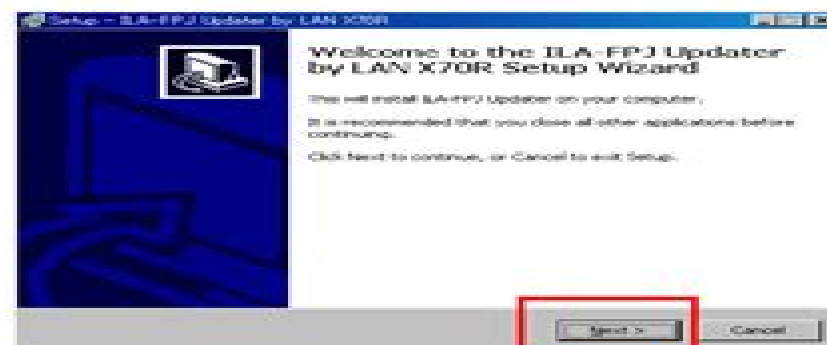 Setup - ILA-FPJ Updater by LAN X70R
Welcome to the ILA-FPJ Updater
by LAN X70R Setup Wizard
This will install ILA-FPJ Updater on your computer.
It is recommended that you close all other applications before
continuing.
Click Next to continue, or Cancel to exit Setup.
Next >
Cancel